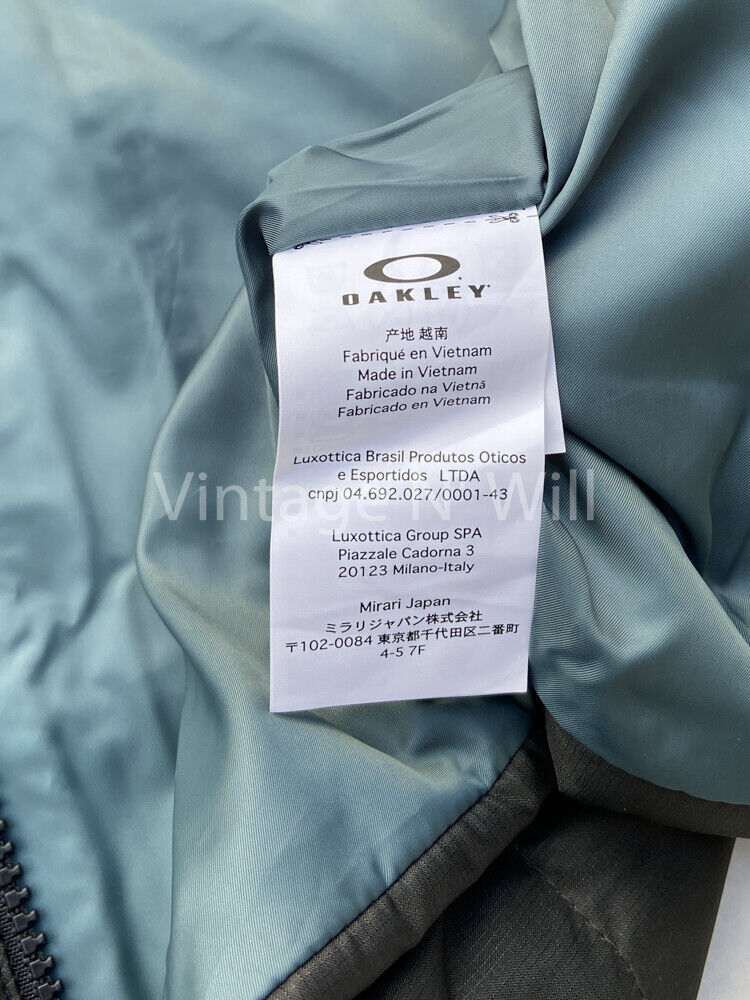 OAKLEY
产地 越南
Fabriqué en Vietnam
Made in Vietnam
Fabricado na Vietnã
Fabricado en Vietnam
Luxottica Brasil Produtos Oticos
e Esportidos LTDA
cnpj 04.692.027/0001-43
Vintage N Will
Luxottica Group SPA
Piazzale Cadorna 3
20123 Milano-Italy
Mirari Japan
ミラリジャパン株式会社
〒102-0084 東京都千代田区二番町
4-5 7F